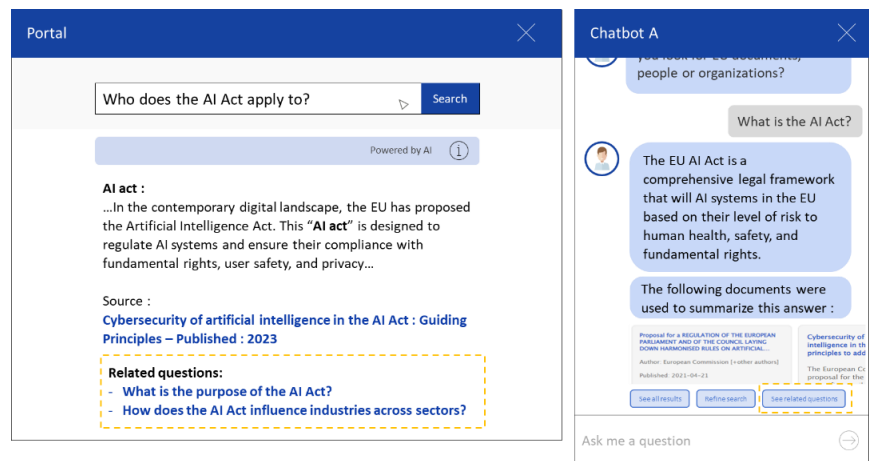 Portal
Who does the AI Act apply to?
Search
Powered by AI
AI act :
...In the contemporary digital landscape, the EU has proposed
the Artificial Intelligence Act. This “AI act” is designed to
regulate AI systems and ensure their compliance with
fundamental rights, user safety, and privacy...
Source :
Cybersecurity of artificial intelligence in the AI Act : Guiding
Principles – Published : 2023
Related questions:
- What is the purpose of the AI Act?
- How does the AI Act influence industries across sectors?
Chatbot A
you look for EU documents,
people or organizations?
What is the AI Act?
The EU AI Act is a
comprehensive legal framework
that will AI systems in the EU
based on their level of risk to
human health, safety, and
fundamental rights.
The following documents were
used to summarize this answer :
Proposal for a REGULATION OF THE EUROPEAN
PARLIAMENT AND OF THE COUNCIL LAYING
DOWN HARMONISED RULES ON ARTIFICIAL...
Author: European Commission [+other authors]
Published: 2021-04-21
Cybersecurity of
intelligence in th
principles to add
The European Co
proposal for the
See all results
Refine search
See related questions
Ask me a question